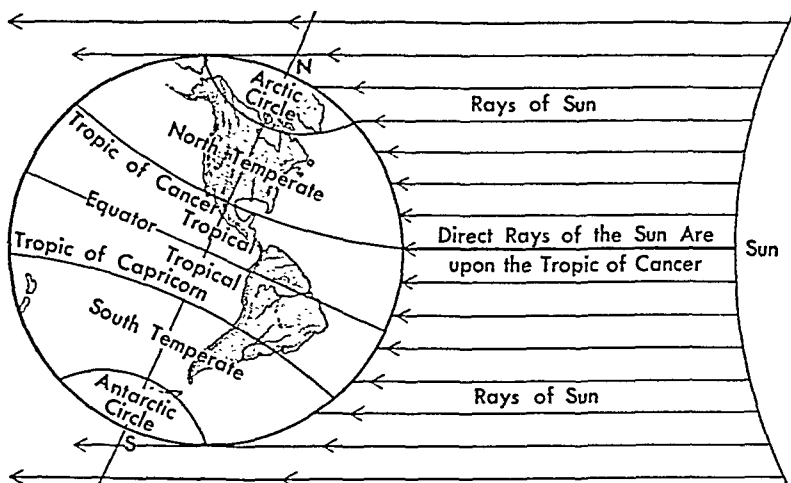 N
Arctic
Circle
Rays of Sun
North Temperate
Tropic of Cancer
Tropical
Equator
Direct Rays of the Sun Are
upon the Tropic of Cancer
Sun
Tropical
Tropic of Capricorn
South Temperate
Rays of Sun
Antarctic
Circle
S